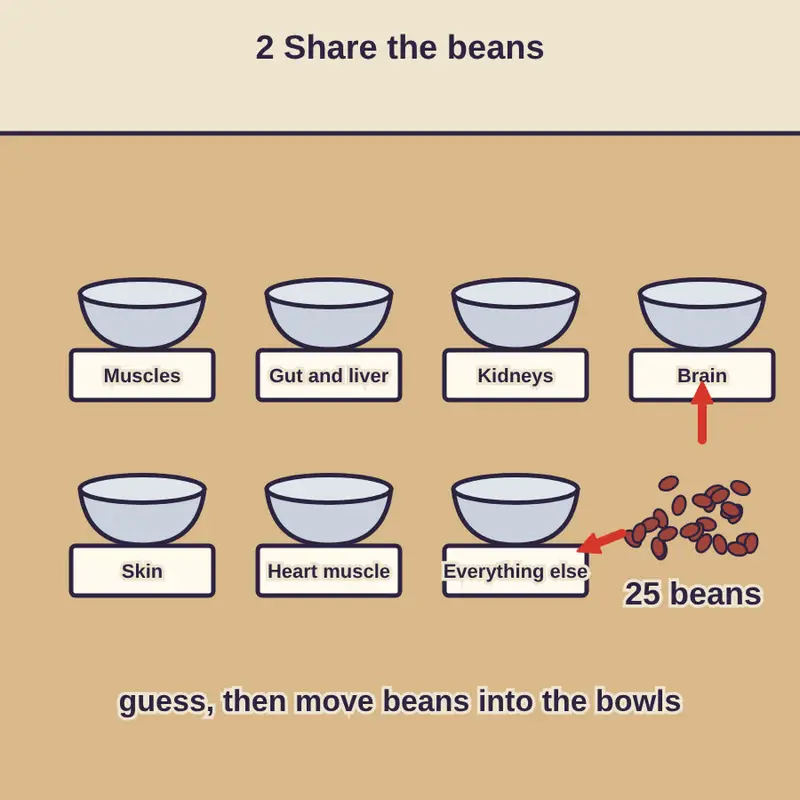 2 Share the beans
Muscles
Gut and liver
Kidneys
Brain
Skin
Heart muscle
Everything else
25 beans
guess, then move beans into the bowls